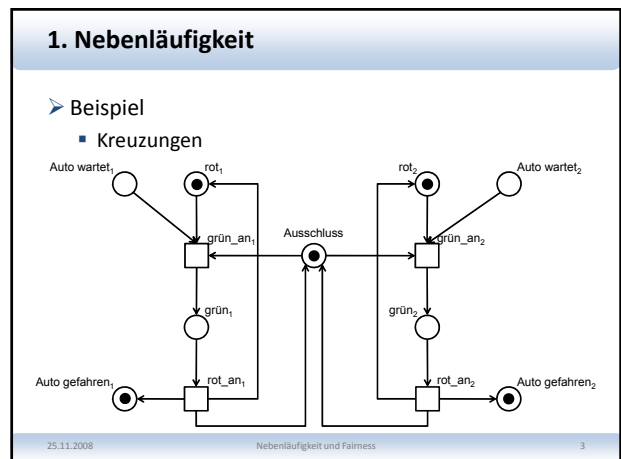 1. Nebenläufigkeit
Beispiel
Kreuzungen
Auto wartet₁
rot₁
rot₂
Auto wartet₂
grün_an₁
Ausschluss
grün_an₂
grün₁
grün₂
Auto gefahren₁
rot_an₁
rot_an₂
Auto gefahren₂
25.11.2008
Nebenläufigkeit und Fairness
3